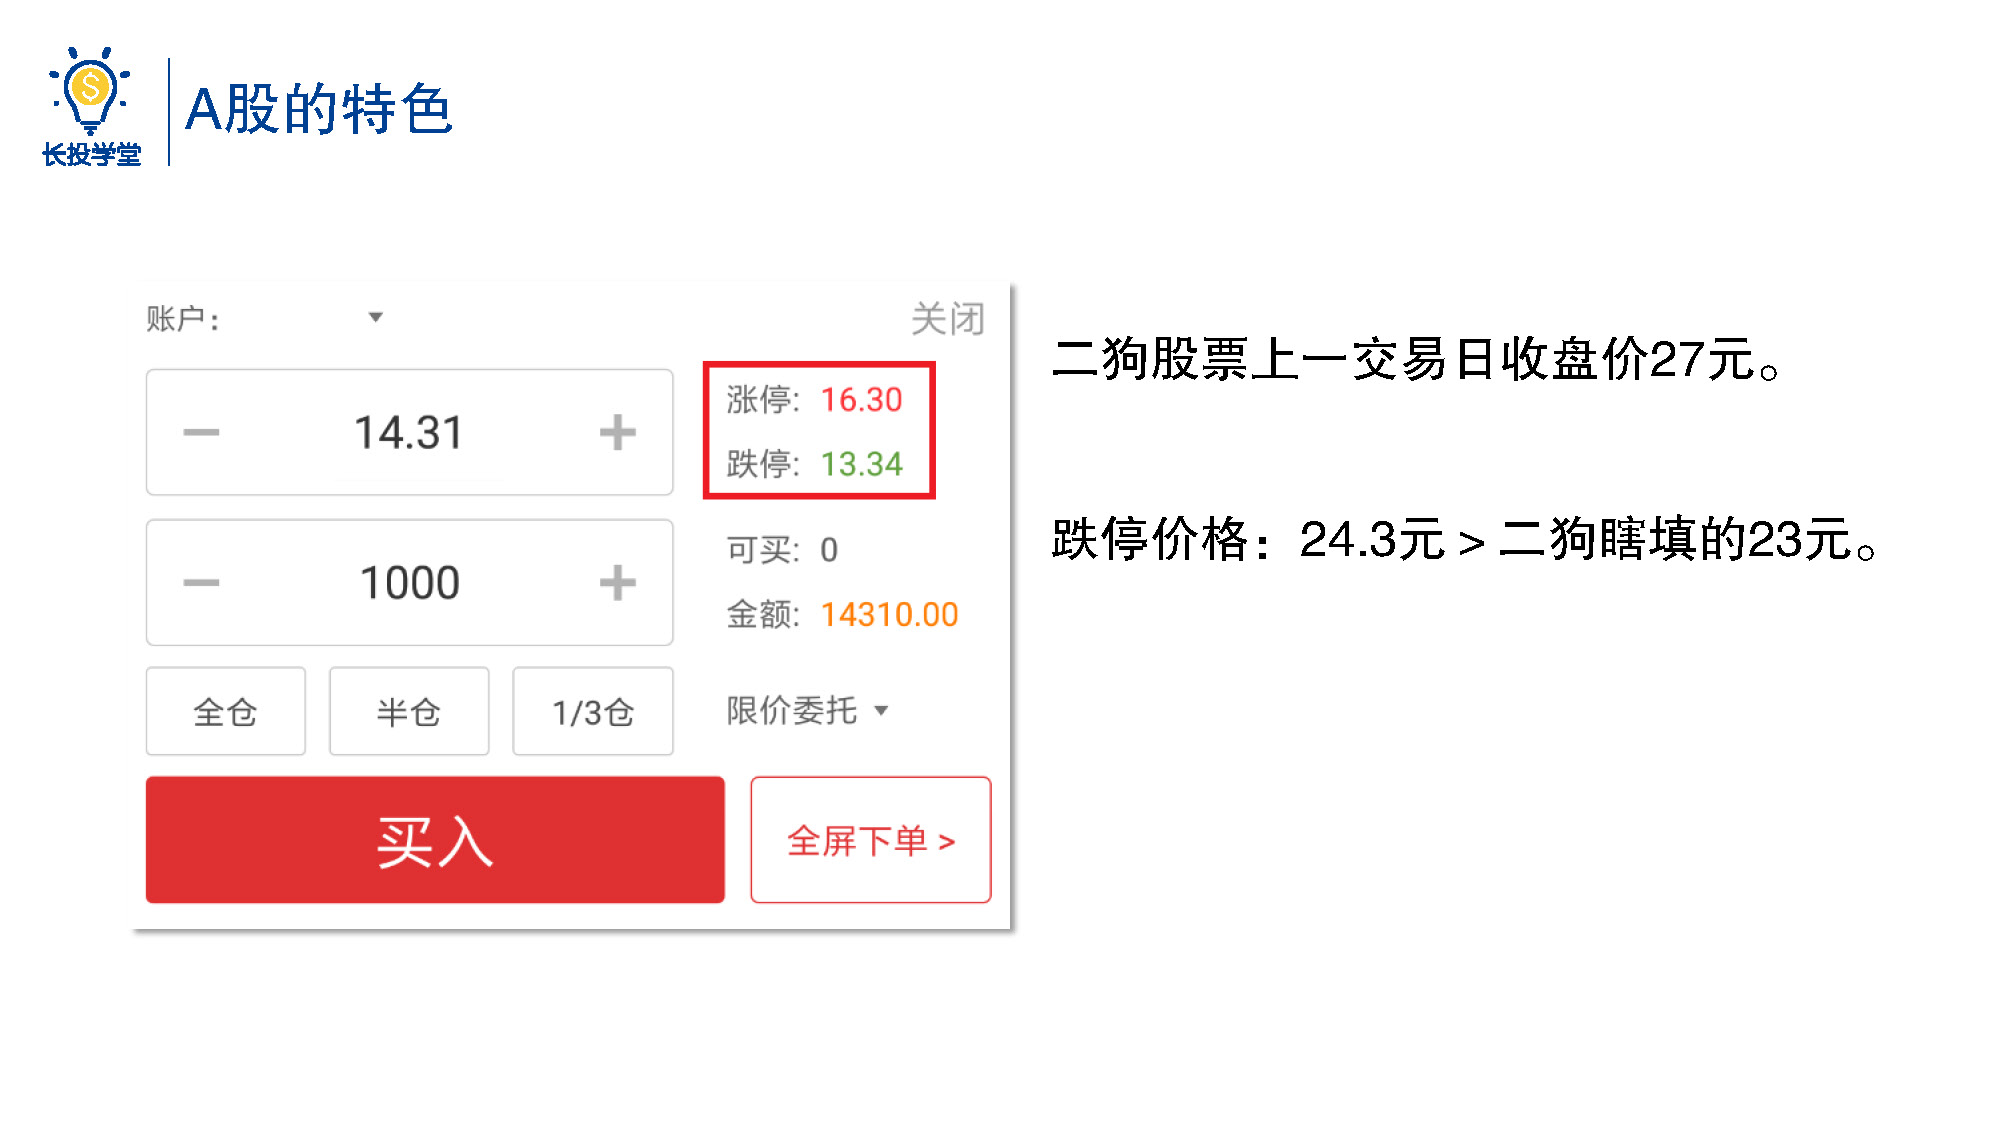 长投学堂
A股的特色
账户：
关闭
14.31
涨停: 16.30
跌停: 13.34
1000
可买: 0
金额: 14310.00
全仓 半仓 1/3仓 限价委托
买入 全屏下单 >
二狗股票上一交易日收盘价27元。
跌停价格：24.3元 > 二狗瞎填的23元。